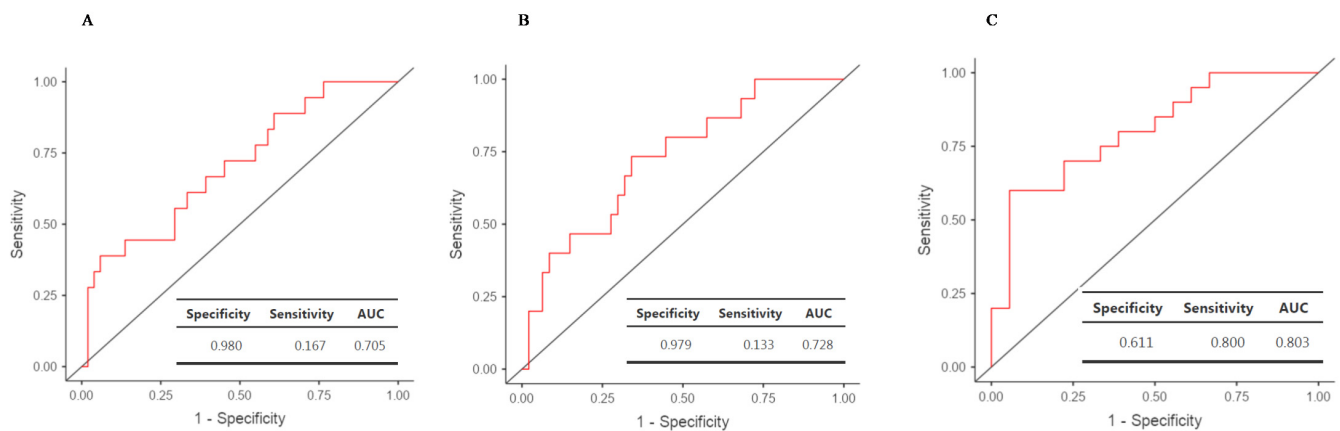 A
1.00
0.75
0.50
0.25
0.00
Sensitivity
Specificity Sensitivity AUC
0.980 0.167 0.705
0.00 0.25 0.50 0.75 1.00
1 - Specificity
B
1.00
0.75
0.50
0.25
0.00
Sensitivity
Specificity Sensitivity AUC
0.979 0.133 0.728
0.00 0.25 0.50 0.75 1.00
1 - Specificity
C
1.00
0.75
0.50
0.25
0.00
Sensitivity
Specificity Sensitivity AUC
0.611 0.800 0.803
0.00 0.25 0.50 0.75 1.00
1 - Specificity